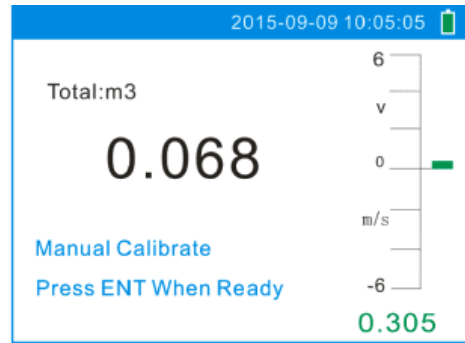 2015-09-09 10:05:05
Total:m3
0.068
Manual Calibrate
Press ENT When Ready
6
v
0
m/s
-6
0.305